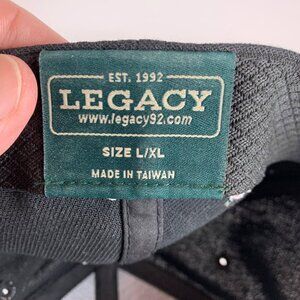 EST. 1992
LEGACY
www.legacy92.com
SIZE L/XL
MADE IN TAIWAN